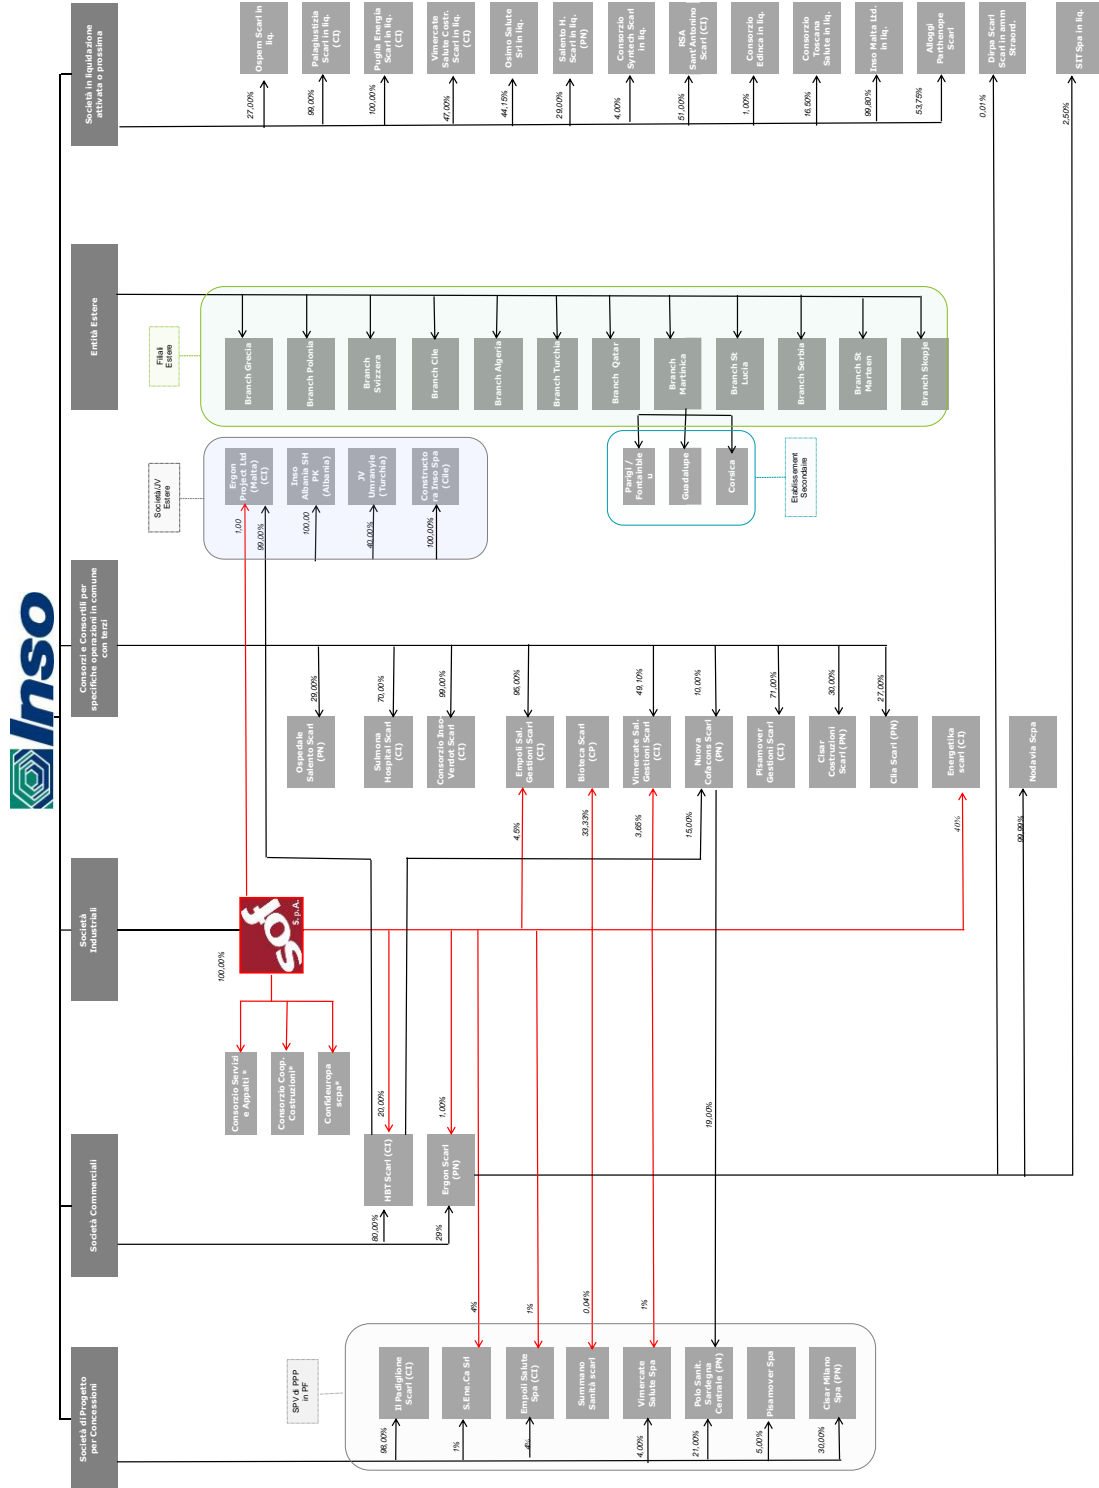 Inso
Società di Progetto
per Concessioni
Società Commerciali
Società
Industriali
Consorzi e Consortili per
specifiche operazioni in comune
con terzi
Entità Estere
Società in liquidazione
attivata o prossima
SPV di PPP
in PF
98,00%
Il Padiglione
Scarl (CI)
1%
S.Ene.Ca Srl
4%
4%
Empoli Salute
Spa (CI)
1%
Summano
Sanità scarl
0,04%
4,00%
Vimercate
Salute Spa
1%
21,00%
Polo Sanit.
Sardegna
Centrale (PN)
19,00%
5,00%
Pisamover Spa
30,00%
Cisar Milano
Spa (PN)
80,00%
HBT Scarl (CI)
20,00%
29%
Ergon Scarl
(PN)
1,00%
100,00%
sof
S.p.A.
Consorzio Servizi
e Appalti *
Consorzio Coop.
Costruzioni*
Confideuropa
scpa*
Ospedale
Salento Scarl
(PN)
29,00%
Sulmona
Hospital Scarl
(CI)
70,00%
Consorzio Inso-
Verdot Scarl
(CI)
99,00%
Empoli Sal.
Gestioni Scarl
(CI)
95,00%
4,5%
Bioteca Scarl
(CP)
33,33%
Vimercate Sal.
Gestioni Scarl
(CI)
49,10%
3,65%
Nuova
Cofacons Scarl
(PN)
10,00%
15,00%
Pisamover
Gestioni Scarl
(CI)
71,00%
Cisar
Costruzioni
Scarl (PN)
30,00%
Clia Scarl (PN)
27,00%
Energetika
scarl (CI)
40%
Nodavia Scpa
99,99%
Società/JV
Estere
Ergon
Project Ltd
(Malta)
(CI)
1,00
99,00%
Inso
Albania SH
PK
(Albania)
100,00
JV
Umranyie
(Turchia)
40,00%
Constructo
ra Inso Spa
(Cile)
100,00%
Filiali
Estere
Branch Grecia
Branch Polonia
Branch
Svizzera
Branch Cile
Branch Algeria
Branch Turchia
Branch Qatar
Branch
Martinica
Branch St
Lucia
Branch Serbia
Branch St
Marteen
Branch Skopje
Parigi /
Fontainble
u
Guadalupe
Corsica
Etablissement
Secondaire
Ospem Scarl in
liq.
27,00%
Palagiustizia
Scarl in liq.
(CI)
99,00%
Puglia Energia
Scarl in liq.
(CI)
100,00%
Vimercate
Salute Costr.
Scarl in liq.
(CI)
47,00%
Osimo Salute
Srl in liq.
44,15%
Salento H.
Scarl in liq.
(PN)
29,00%
Consorzio
Syntech Scarl
in liq.
4,00%
RSA
Sant'Antonino
Scarl (CI)
51,00%
Consorzio
Edinca in liq.
1,00%
Consorzio
Toscana
Salute in liq.
16,50%
Inso Malta Ltd.
in liq.
99,80%
Alloggi
Parthenope
Scarl
53,75%
Dirpa Scarl
Scarl in amm
Straord.
0,01%
SIT Spa in liq.
2,50%